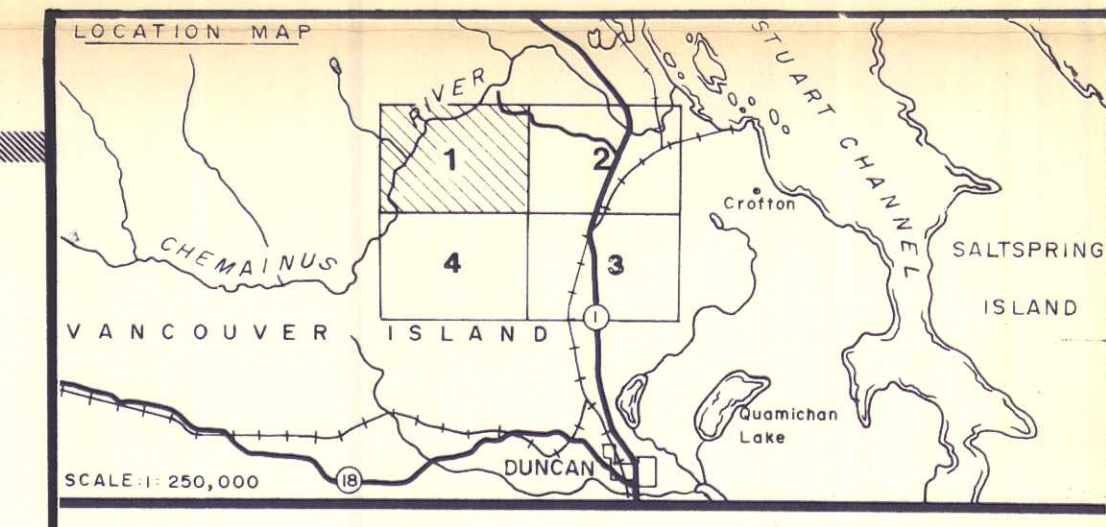 LOCATION MAP
STUART CHANNEL
RIVER
1
2
Crofton
CHEMAINUS
4
3
SALTSPRING
ISLAND
VANCOUVER ISLAND
1
Quamichan
Lake
DUNCAN
SCALE:1: 250,000
18